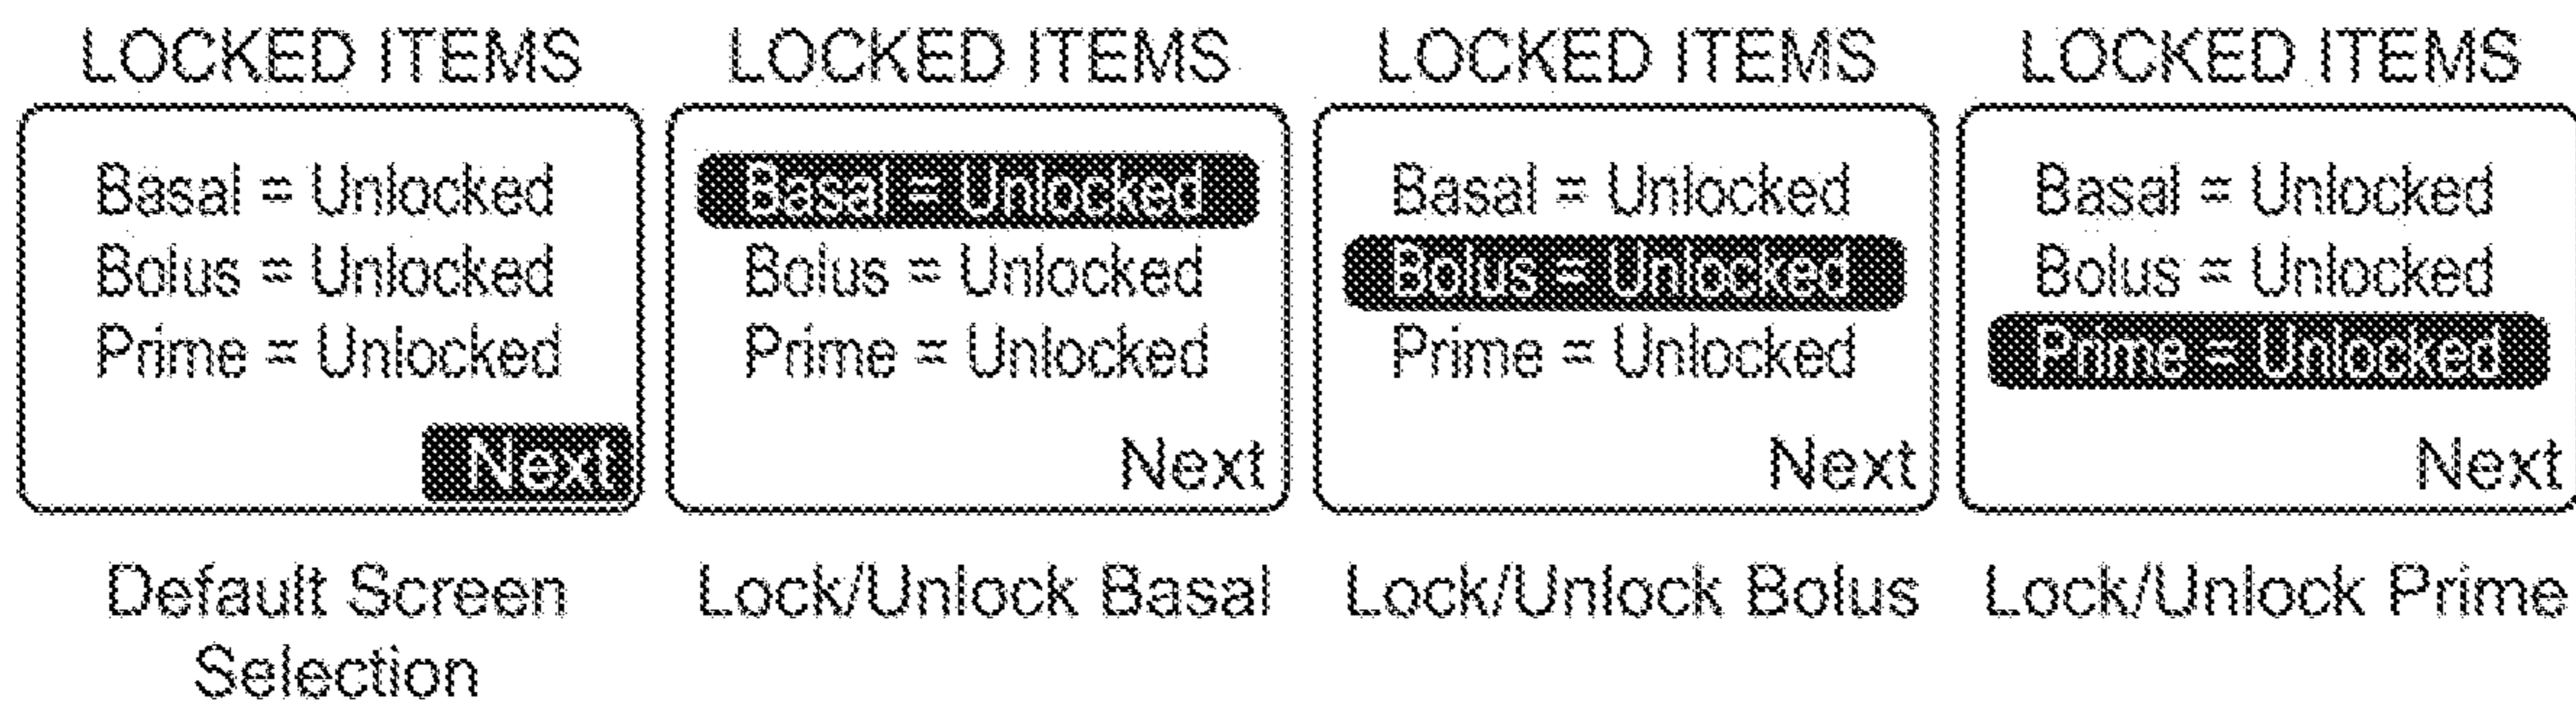 LOCKED ITEMS
Basal = Unlocked
Bolus = Unlocked
Prime = Unlocked
Next
Default Screen
Selection
LOCKED ITEMS
Basal = Unlocked
Bolus = Unlocked
Prime = Unlocked
Next
Lock/Unlock Basal
LOCKED ITEMS
Basal = Unlocked
Bolus = Unlocked
Prime = Unlocked
Next
Lock/Unlock Bolus
LOCKED ITEMS
Basal = Unlocked
Bolus = Unlocked
Prime = Unlocked
Next
Lock/Unlock Prime